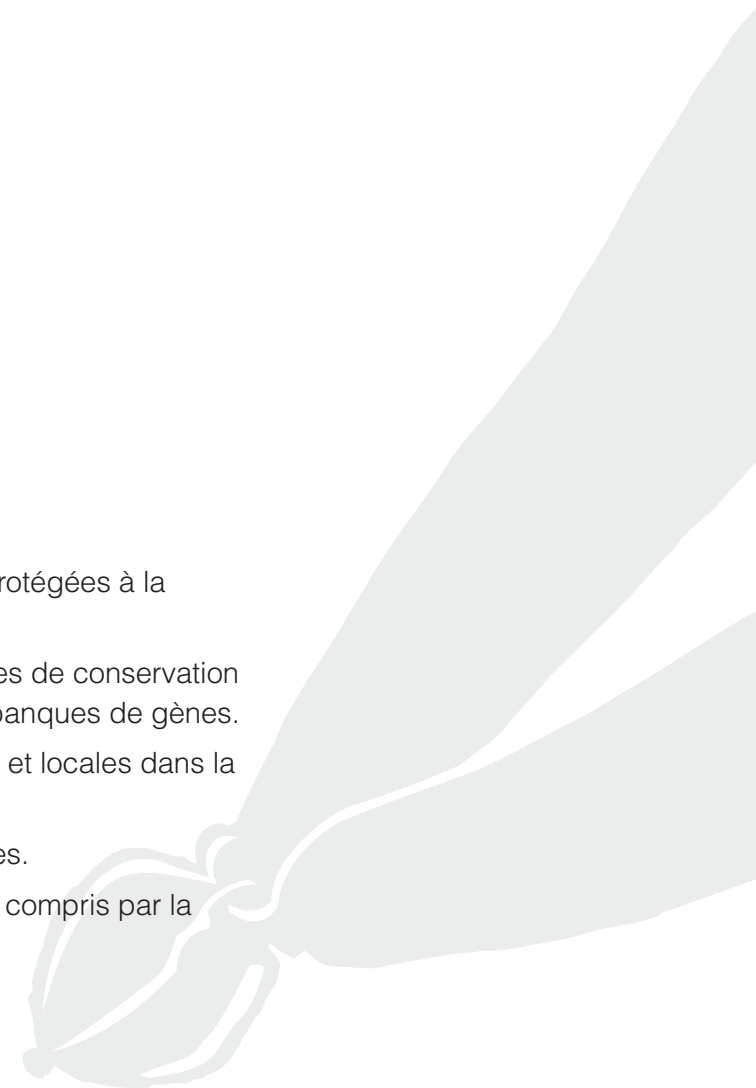 rotégées à la
es de conservation
banques de gènes.
et locales dans la
es.
compris par la